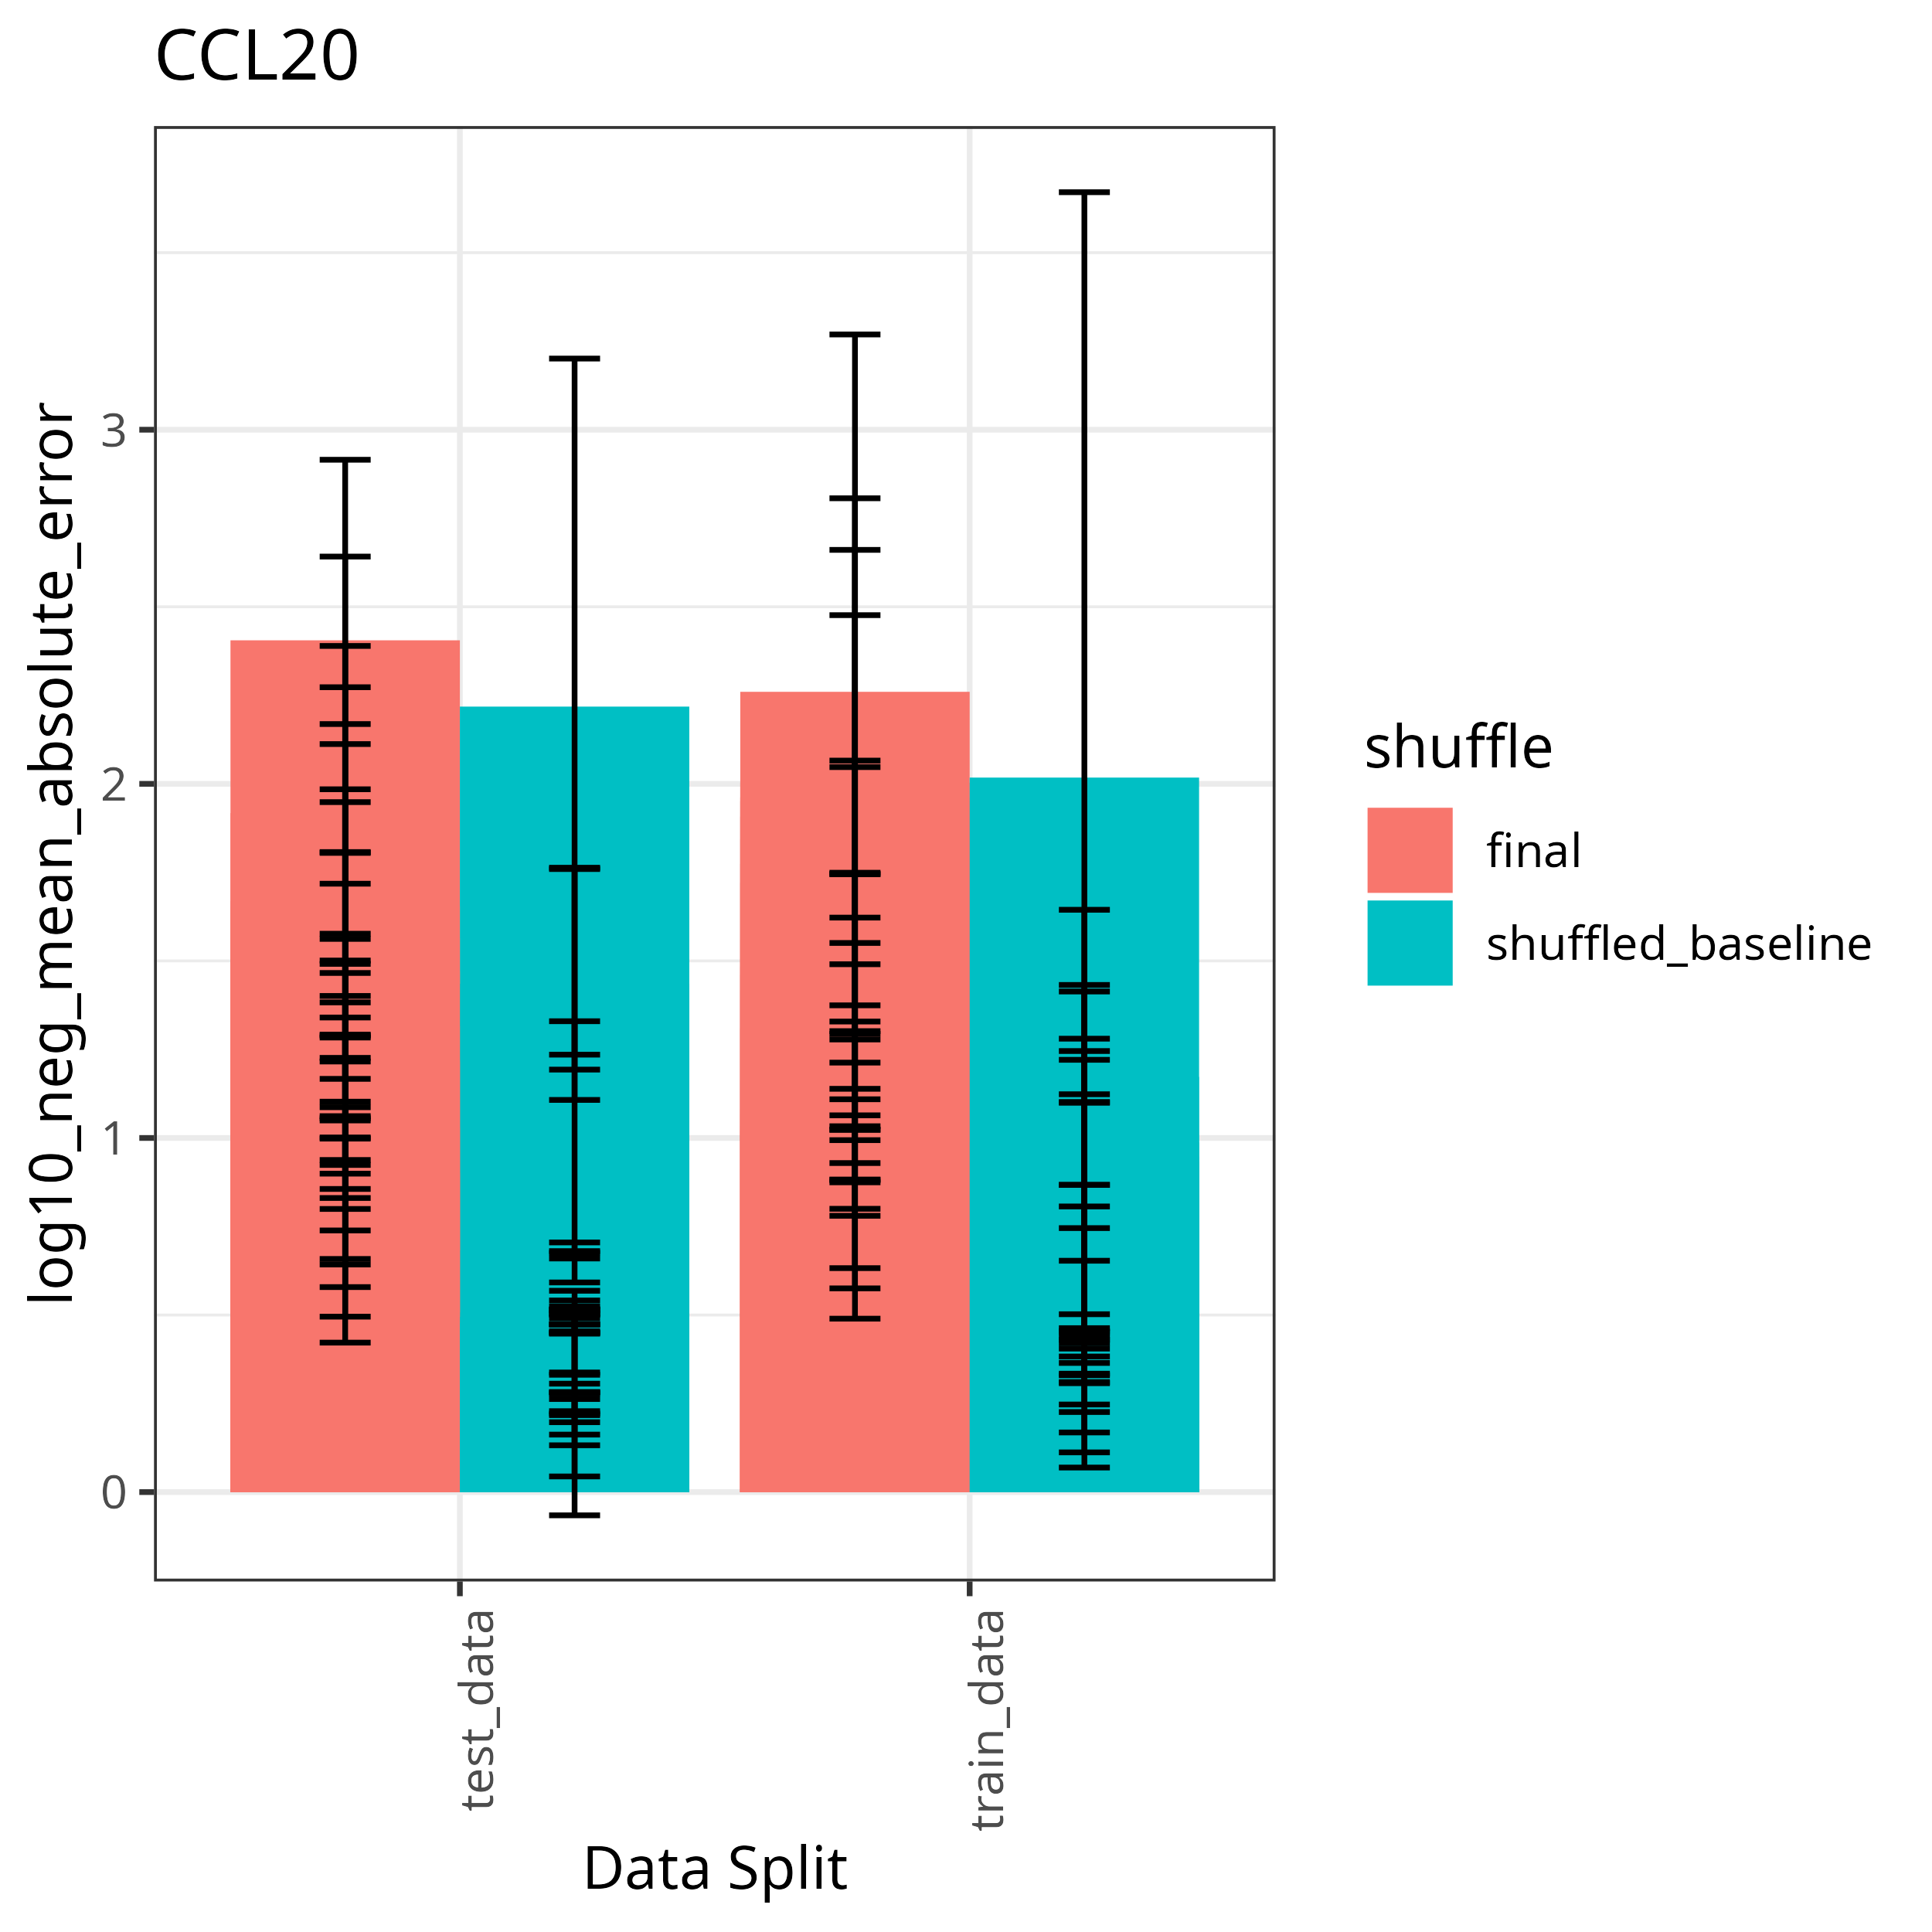 CCL20
log10_neg_mean_absolute_error
3
2
1
0
test_data
train_data
Data Split
shuffle
final
shuffled_baseline